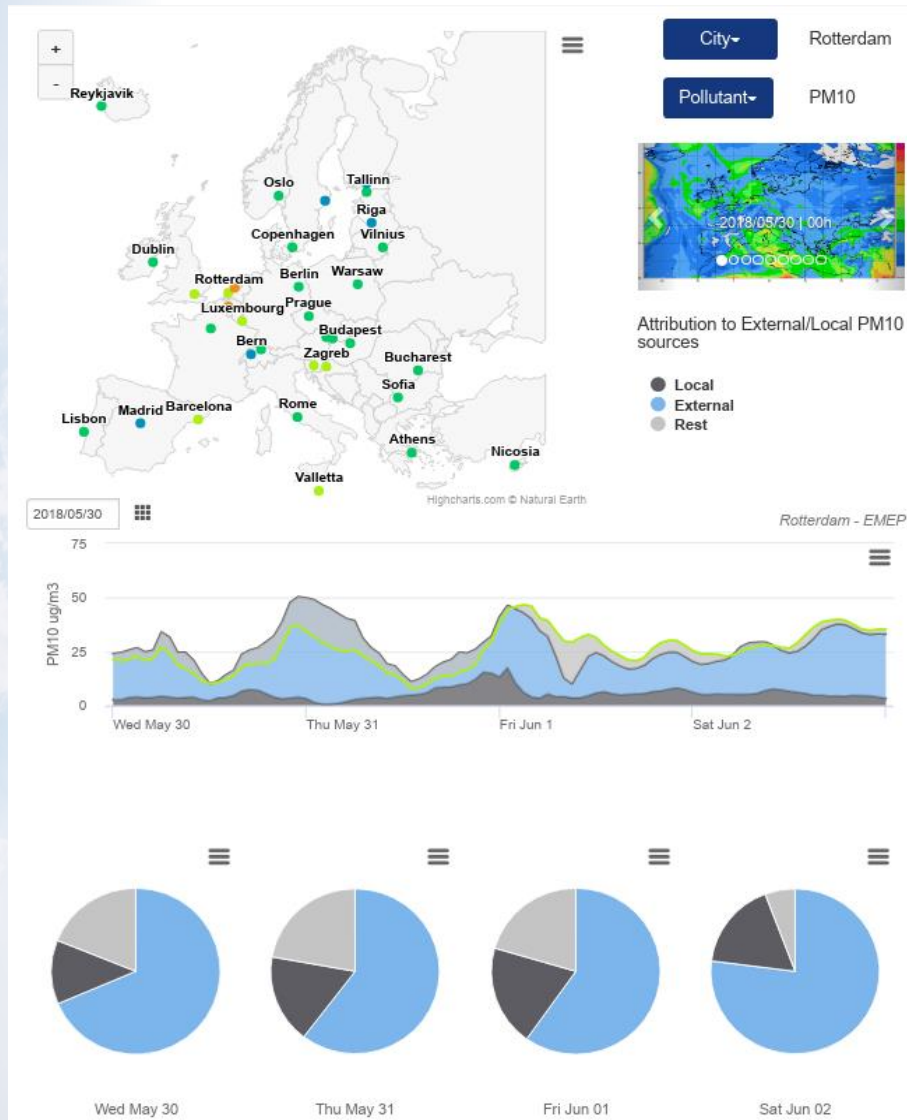 +
-
City
Rotterdam
Pollutant
PM10
Reykjavik
Oslo
Tallinn
Riga
Copenhagen
Vilnius
Dublin
Rotterdam
Berlin
Warsaw
Luxembourg
Prague
Bern
Budapest
Zagreb
Bucharest
Sofia
Lisbon
Madrid
Barcelona
Rome
Athens
Nicosia
Valletta
Highcharts.com © Natural Earth
2018/05/30 | 00h
Attribution to External/Local PM10
sources
Local
External
Rest
2018/05/30
Rotterdam - EMEP
PM10 ug/m3
75
50
25
0
Wed May 30
Thu May 31
Fri Jun 1
Sat Jun 2
Wed May 30
Thu May 31
Fri Jun 01
Sat Jun 02